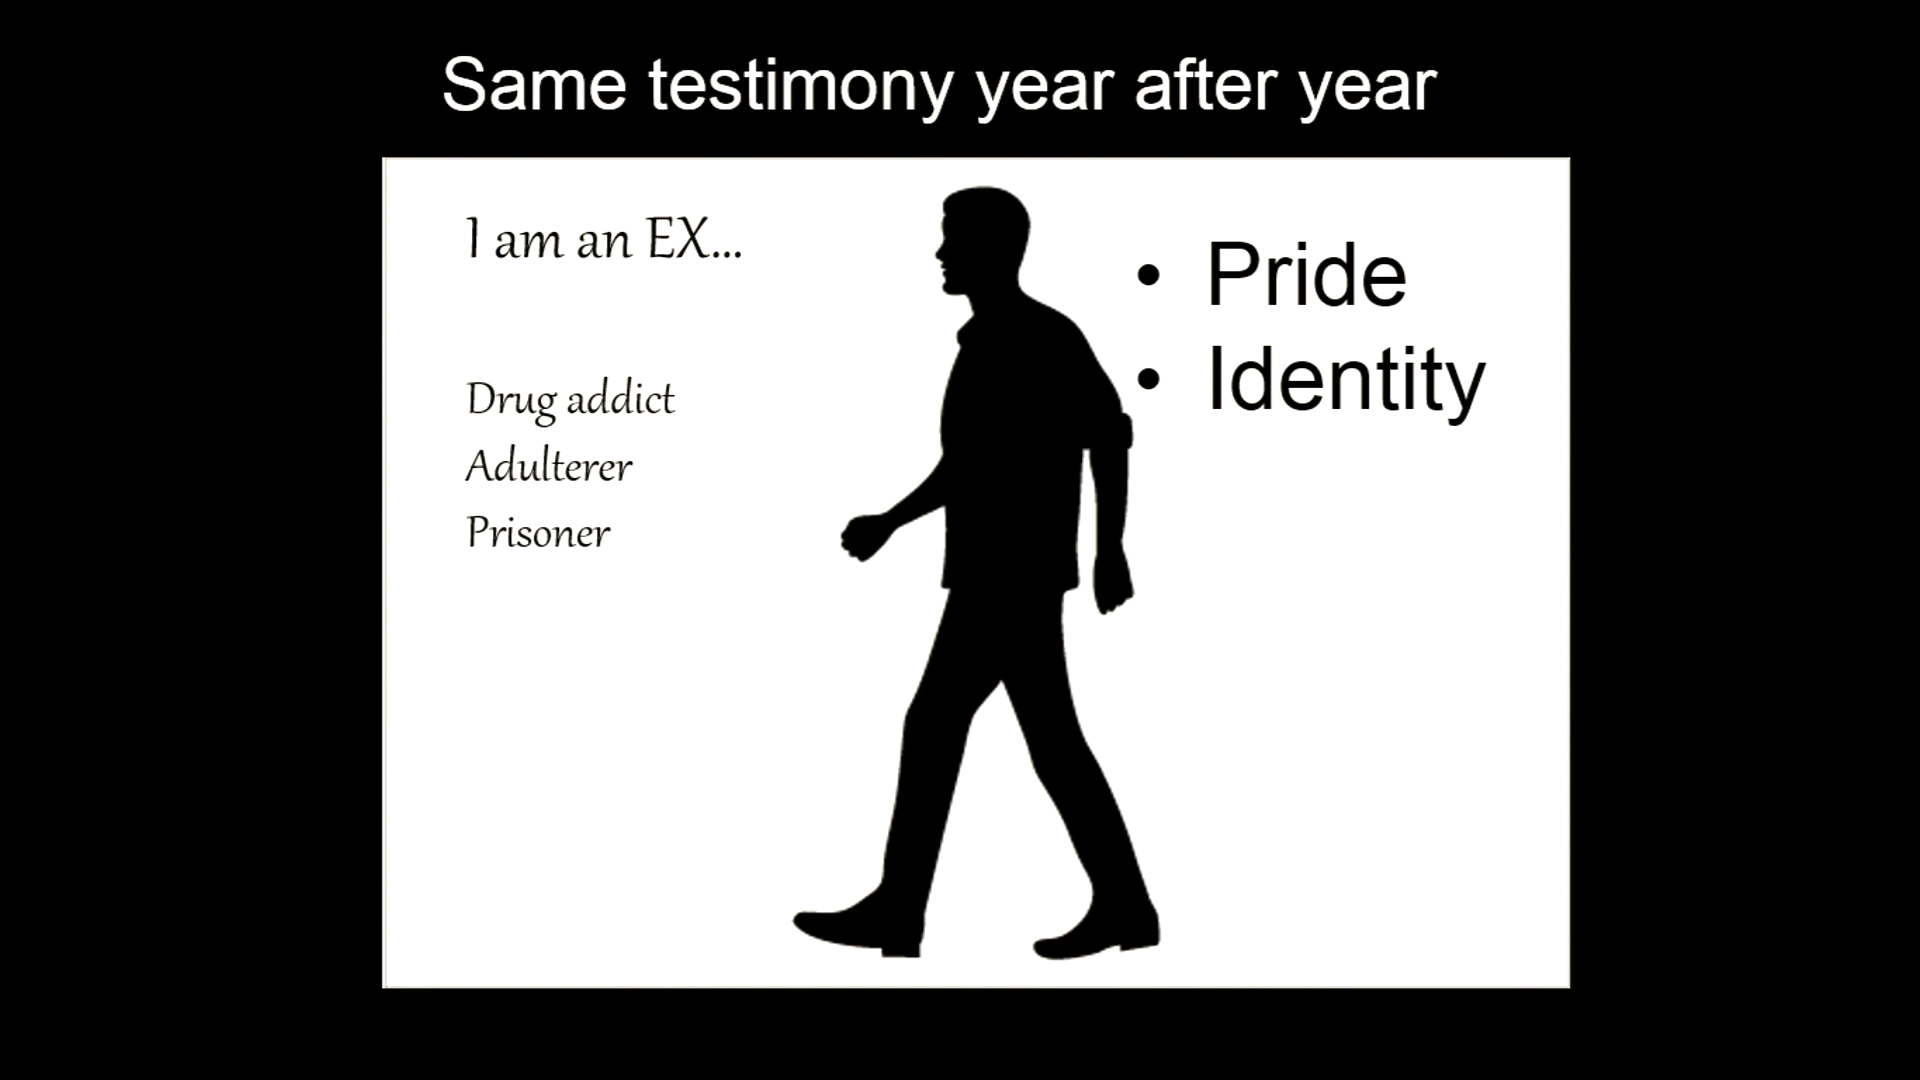 Same testimony year after year
I am an EX...
Drug addict
Adulterer
Prisoner
• Pride
• Identity